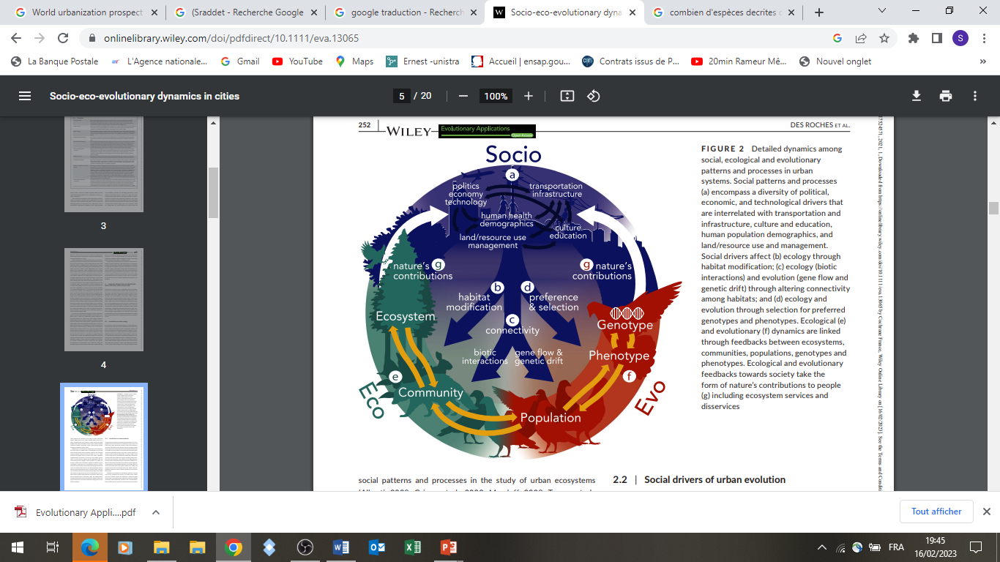 World urbanization prospect
(Sraddet - Recherche Google
google traduction - Recherch
Socio-eco-evolutionary dyna
combien d'espèces decrites c
onlinelibrary.wiley.com/doi/pdfdirect/10.1111/eva.13065
S
La Banque Postale
L'Agence nationale...
Gmail
YouTube
Maps
Ernest -unistra
Accueil | ensap.gou...
Contrats issus de P...
20min Rameur Mê...
Nouvel onglet
»
Socio-eco-evolutionary dynamics in cities
5 / 20
100%
3
4
252
WILEY
Evolutionary Applications
Open Access
DES ROCHES ET AL.
Socio
a
politics
economy
technology
transportation
infrastructure
human health
demographics
culture
education
land/resource use
management
nature's g
contributions
g nature's
contributions
b
habitat
modification
d
preference
& selection
c
connectivity
biotic
interactions
gene flow &
genetic drift
Ecosystem
Genotype
Phenotype
e
Community
f
Population
Eco
Evo
FIGURE 2 Detailed dynamics among
social, ecological and evolutionary
patterns and processes in urban
systems. Social patterns and processes
(a) encompass a diversity of political,
economic, and technological drivers that
are interrelated with transportation and
infrastructure, culture and education,
human population demographics, and
land/resource use and management.
Social drivers affect (b) ecology through
habitat modification; (c) ecology (biotic
interactions) and evolution (gene flow and
genetic drift) through altering connectivity
among habitats; and (d) ecology and
evolution through selection for preferred
genotypes and phenotypes. Ecological (e)
and evolutionary (f) dynamics are linked
through feedbacks between ecosystems,
communities, populations, genotypes and
phenotypes. Ecological and evolutionary
feedbacks towards society take the
form of nature's contributions to people
(g) including ecosystem services and
disservices
17524571, 2021, 1, Downloaded from https://onlinelibrary.wiley.com/doi/10.1111/eva.13065 by Cochrane France, Wiley Online Library on [16/02/2023]. See the Terms and Conditi
social patterns and processes in the study of urban ecosystems
2.2 | Social drivers of urban evolution
Evolutionary Appli....pdf
Tout afficher
FRA
19:45
16/02/2023